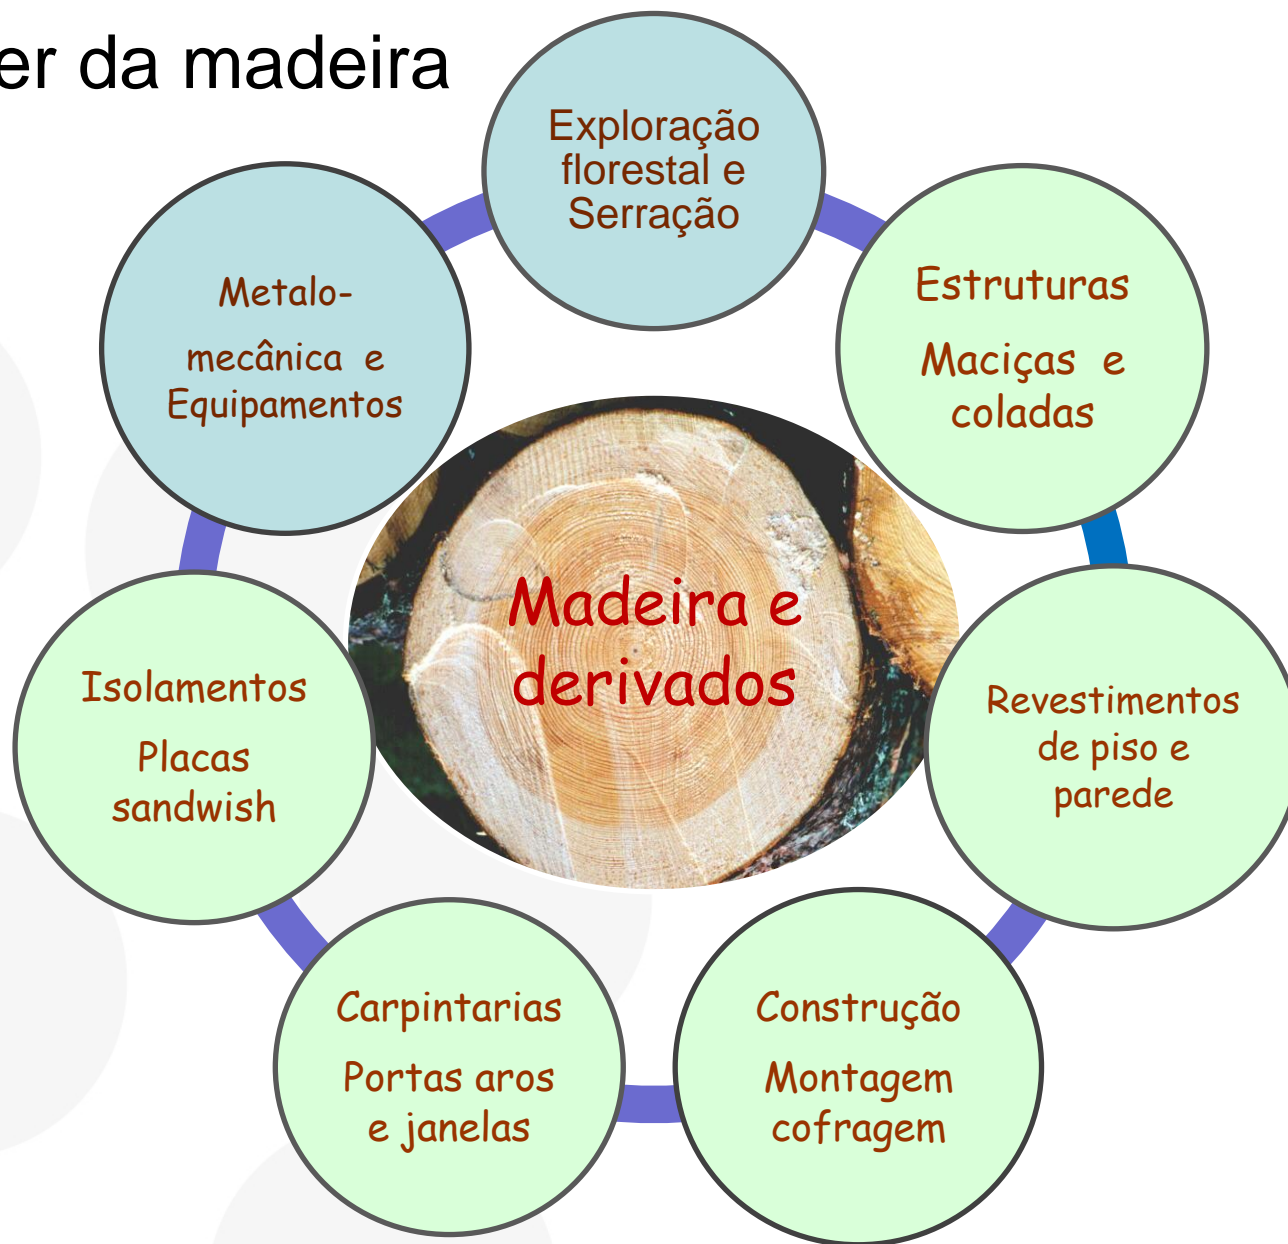 er da madeira
Exploração
florestal e
Serração
Estruturas
Maciças e
coladas
Revestimentos
de piso e
parede
Construção
Montagem
cofragem
Carpintarias
Portas aros
e janelas
Isolamentos
Placas
sandwish
Metalo-
mecânica e
Equipamentos
Madeira e
derivados